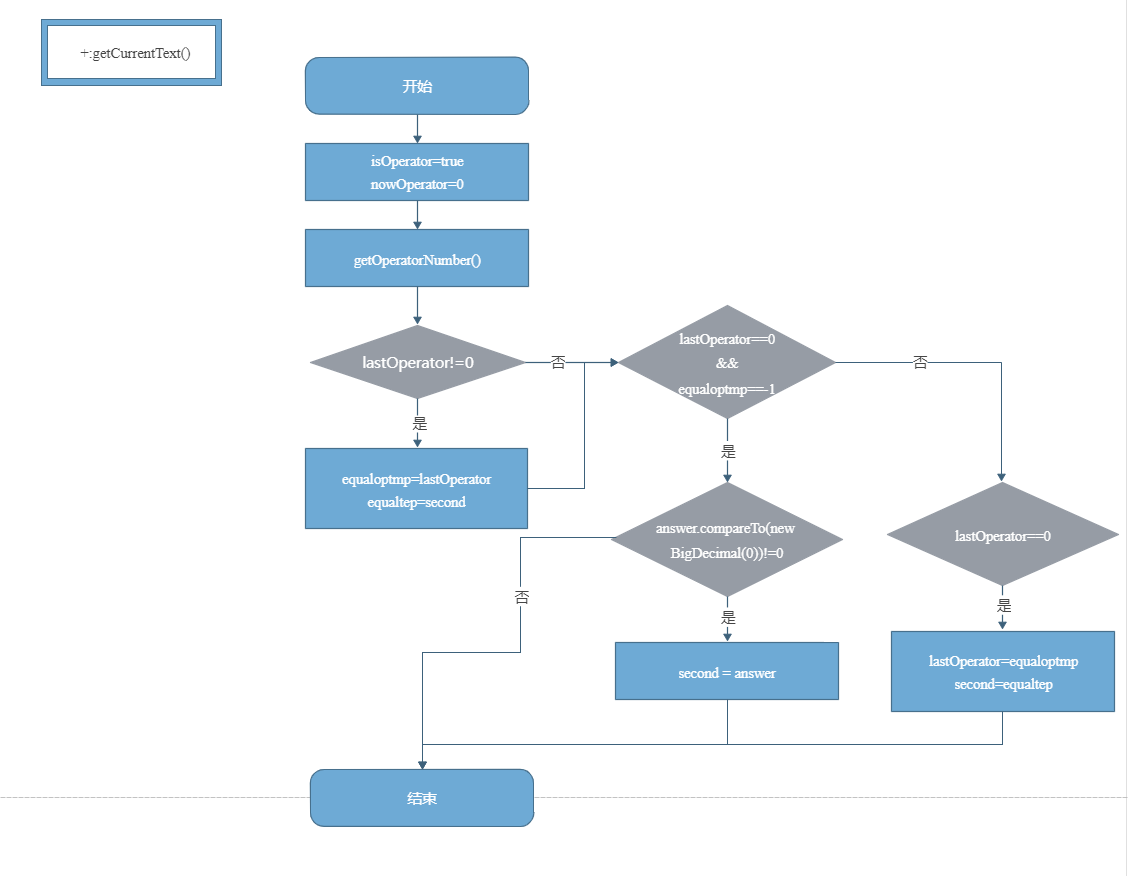 +:getCurrentText()
开始
isOperator=true
nowOperator=0
getOperatorNumber()
lastOperator!=0
否
是
equaloptmp=lastOperator
equaltep=second
lastOperator==0
&&
equaloptmp==-1
否
是
answer.compareTo(new
BigDecimal(0))!=0
否
是
second = answer
lastOperator==0
是
lastOperator=equaloptmp
second=equaltep
结束